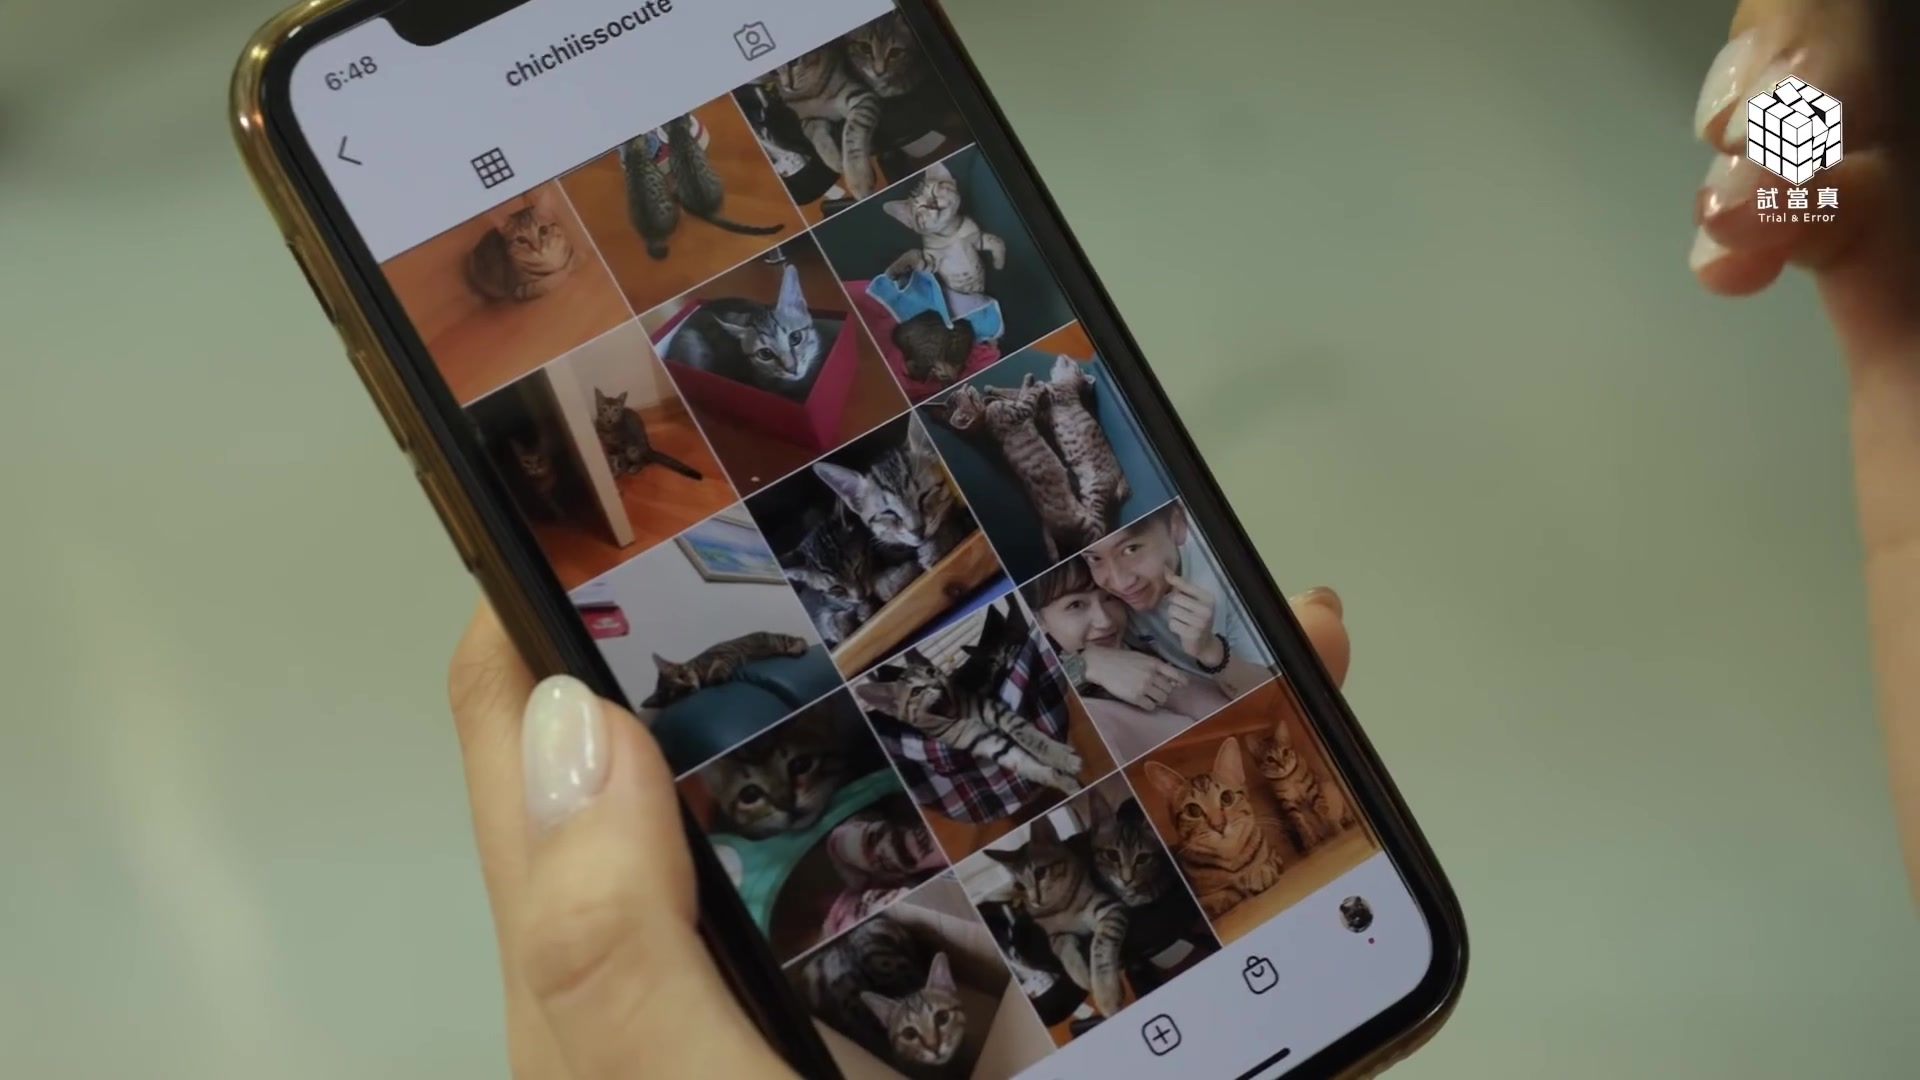 6:48
chichiissocute
試當真
Trial & Error